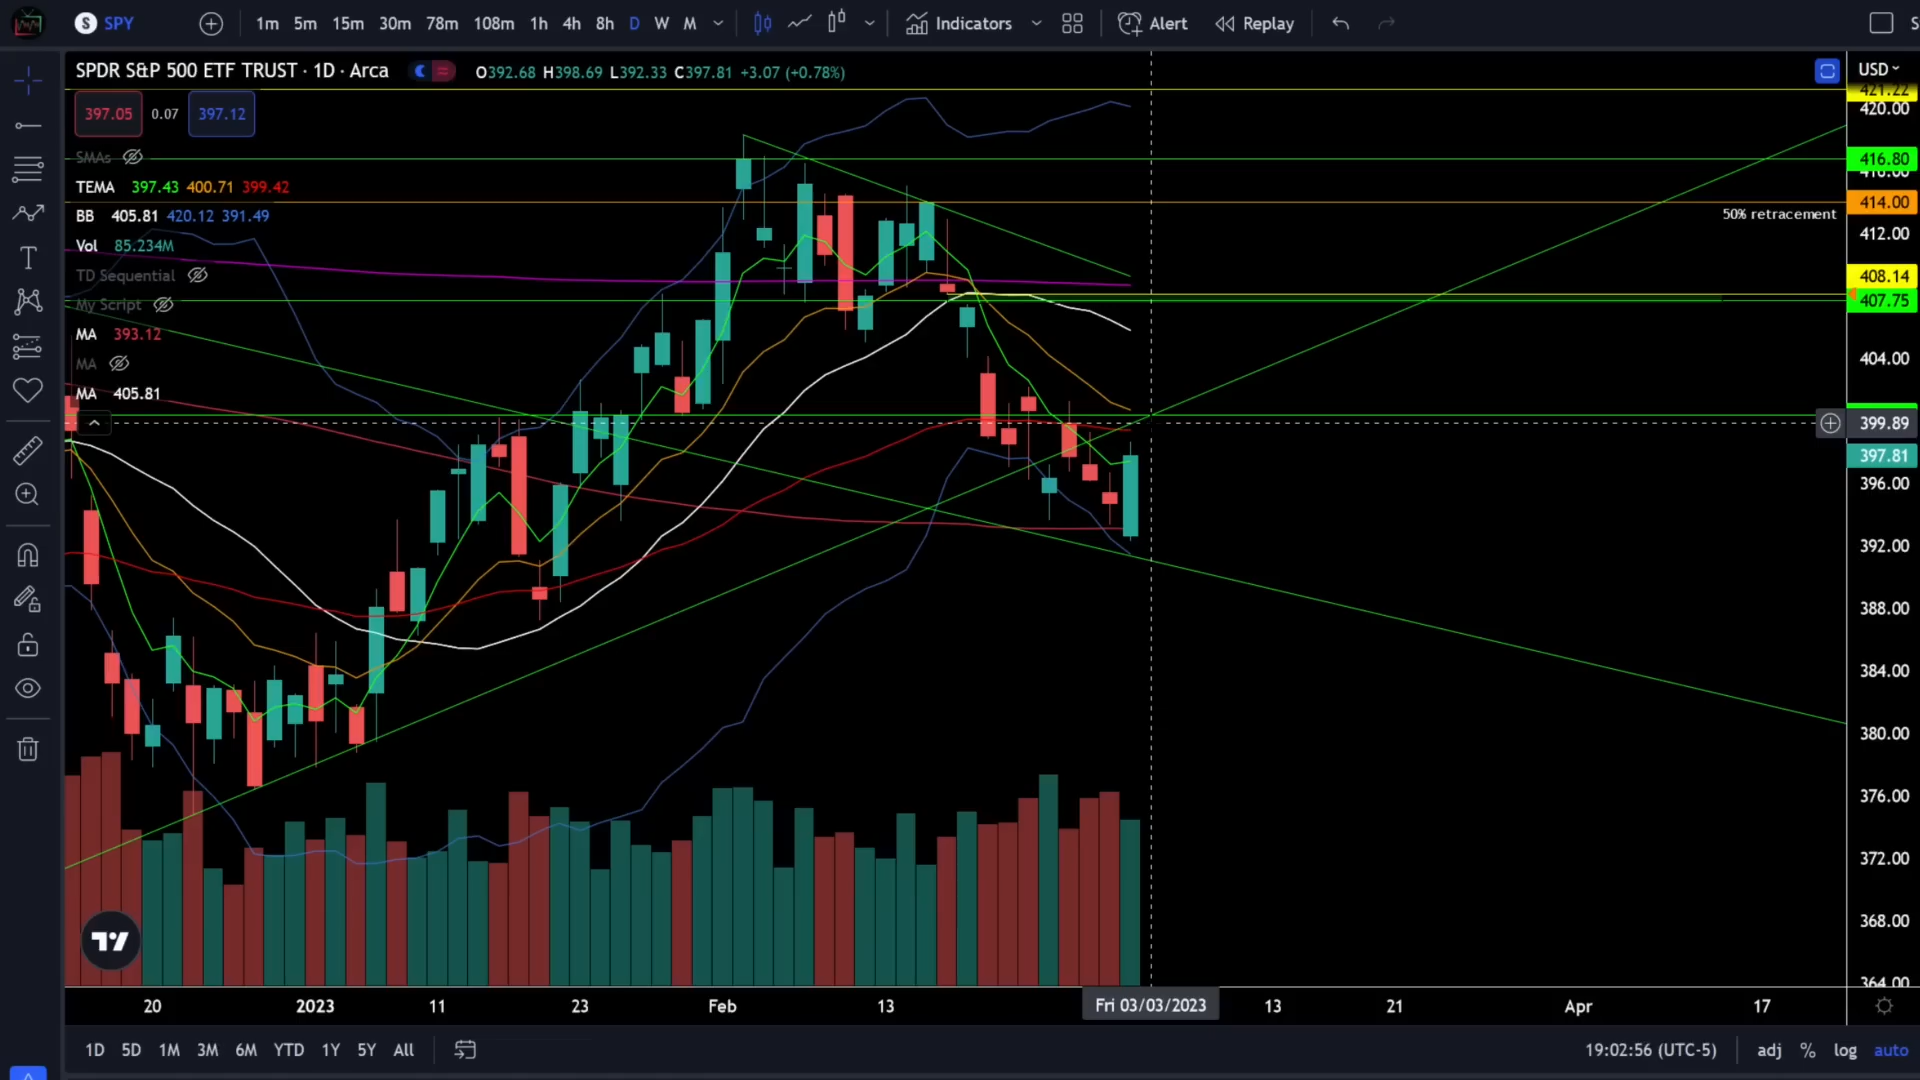 S SPY 1m 5m 15m 30m 78m 108m 1h 4h 8h D W M Indicators Alert Replay S
SPDR S&P 500 ETF TRUST · 1D · Arca O392.68 H398.69 L392.33 C397.81 +3.07 (+0.78%) USD
421.22
420.00
397.05 0.07 397.12
SMAs 416.80
416.00
TEMA 397.43 400.71 399.42
414.00
50% retracement
BB 405.81 420.12 391.49
412.00
Vol 85.234M
TD Sequential 408.14
My Script 407.75
MA 393.12
404.00
MA
MA 405.81
399.89
397.81
396.00
392.00
388.00
384.00
380.00
376.00
372.00
368.00
364.00
20 2023 11 23 Feb 13 Fri 03/03/2023 13 21 Apr 17
1D 5D 1M 3M 6M YTD 1Y 5Y All 19:02:56 (UTC-5) adj % log auto